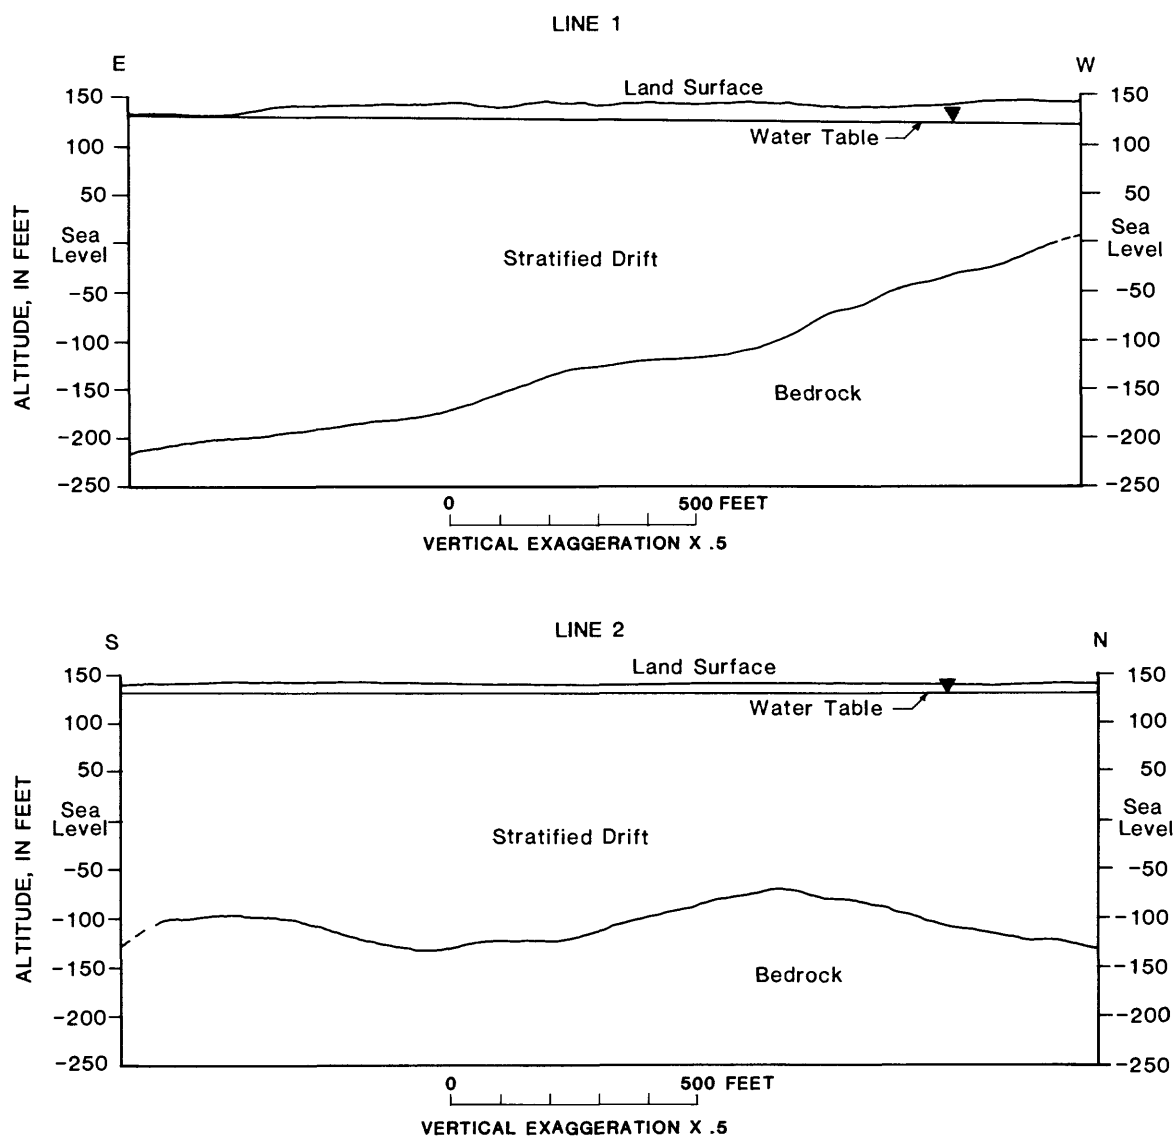 LINE 1
E
W
Land Surface
Water Table
Stratified Drift
Bedrock
ALTITUDE, IN FEET
150
100
50
Sea
Level
-50
-100
-150
-200
-250
150
100
50
Sea
Level
-50
-100
-150
-200
-250
0
500 FEET
VERTICAL EXAGGERATION X .5
LINE 2
S
N
Land Surface
Water Table
Stratified Drift
Bedrock
ALTITUDE, IN FEET
150
100
50
Sea
Level
-50
-100
-150
-200
-250
150
100
50
Sea
Level
-50
-100
-150
-200
-250
0
500 FEET
VERTICAL EXAGGERATION X .5